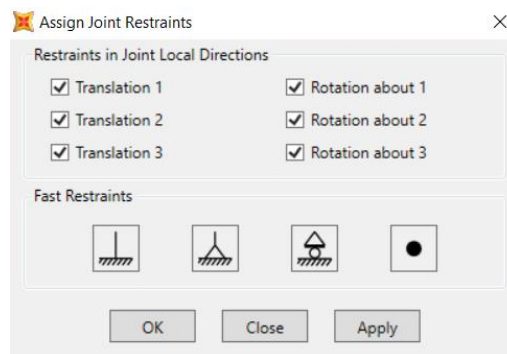 Assign Joint Restraints
Restraints in Joint Local Directions
Translation 1 Rotation about 1
Translation 2 Rotation about 2
Translation 3 Rotation about 3
Fast Restraints
OK Close Apply